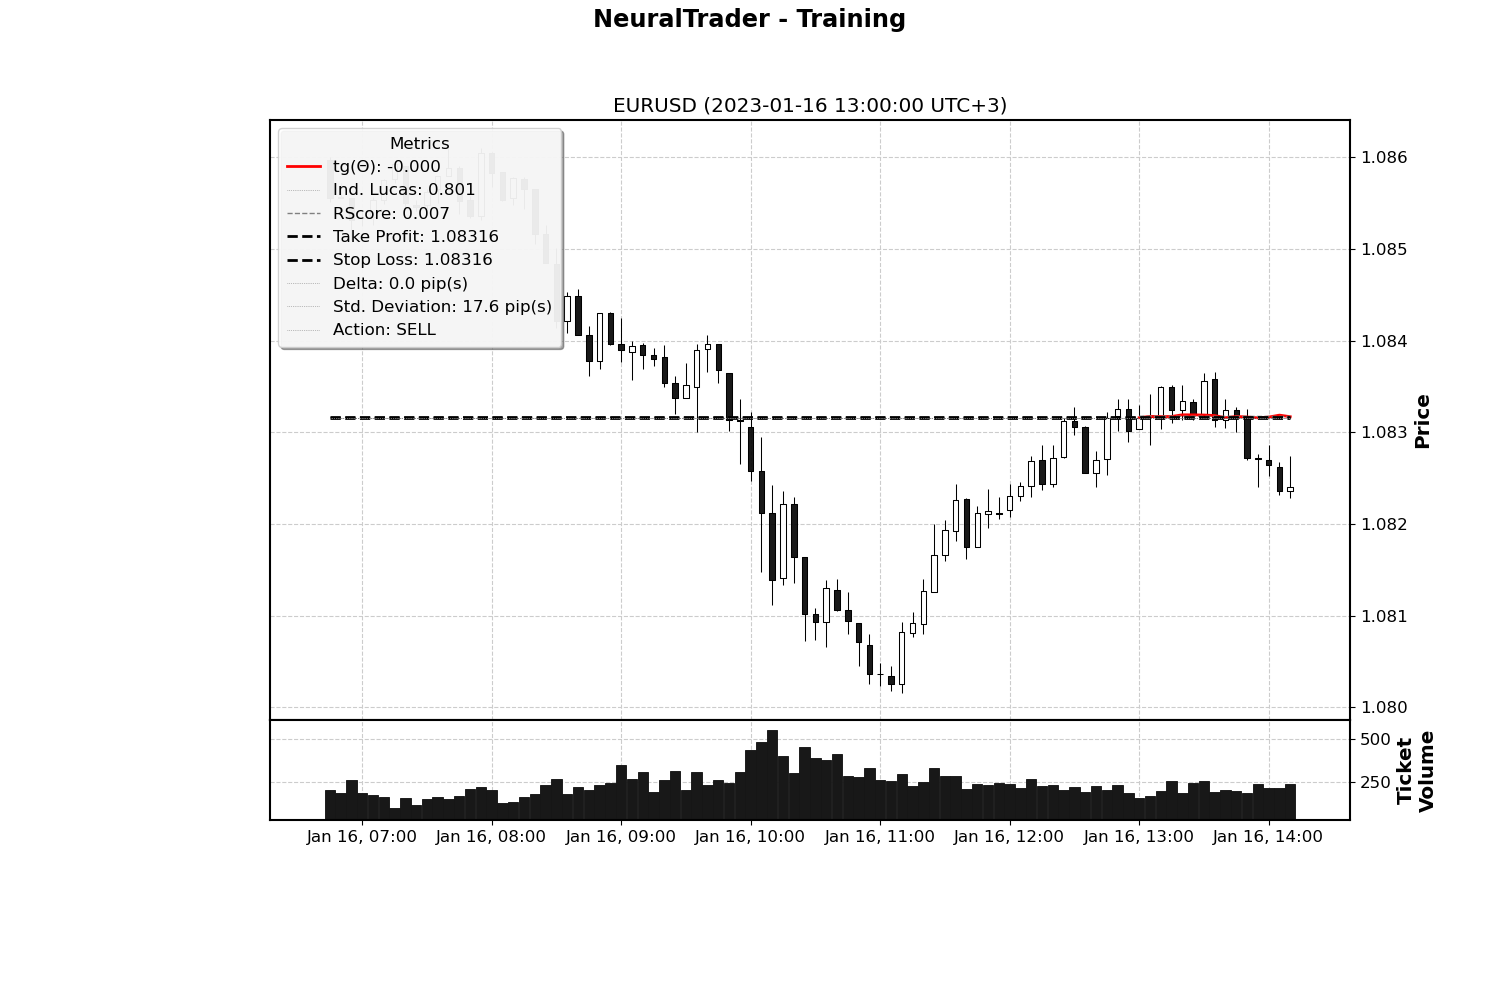 NeuralTrader - Training
EURUSD (2023-01-16 13:00:00 UTC+3)
Metrics
tg(Θ): -0.000
Ind. Lucas: 0.801
RScore: 0.007
Take Profit: 1.08316
Stop Loss: 1.08316
Delta: 0.0 pip(s)
Std. Deviation: 17.6 pip(s)
Action: SELL
1.086
1.085
1.084
1.083
1.082
1.081
1.080
Price
500
250
Ticket
Volume
Jan 16, 07:00
Jan 16, 08:00
Jan 16, 09:00
Jan 16, 10:00
Jan 16, 11:00
Jan 16, 12:00
Jan 16, 13:00
Jan 16, 14:00